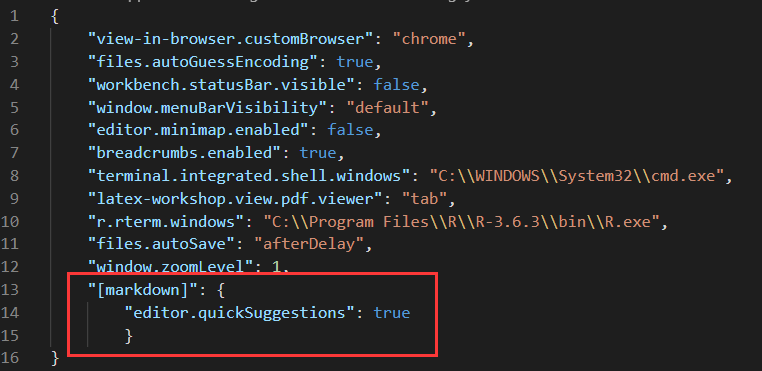 1 {
2 "view-in-browser.customBrowser": "chrome",
3 "files.autoGuessEncoding": true,
4 "workbench.statusBar.visible": false,
5 "window.menuBarVisibility": "default",
6 "editor.minimap.enabled": false,
7 "breadcrumbs.enabled": true,
8 "terminal.integrated.shell.windows": "C:\\WINDOWS\\System32\\cmd.exe",
9 "latex-workshop.view.pdf.viewer": "tab",
10 "r.rterm.windows": "C:\\Program Files\\R\\R-3.6.3\\bin\\R.exe",
11 "files.autoSave": "afterDelay",
12 "window.zoomLevel": 1,
13 "[markdown]": {
14 "editor.quickSuggestions": true
15 }
16 }